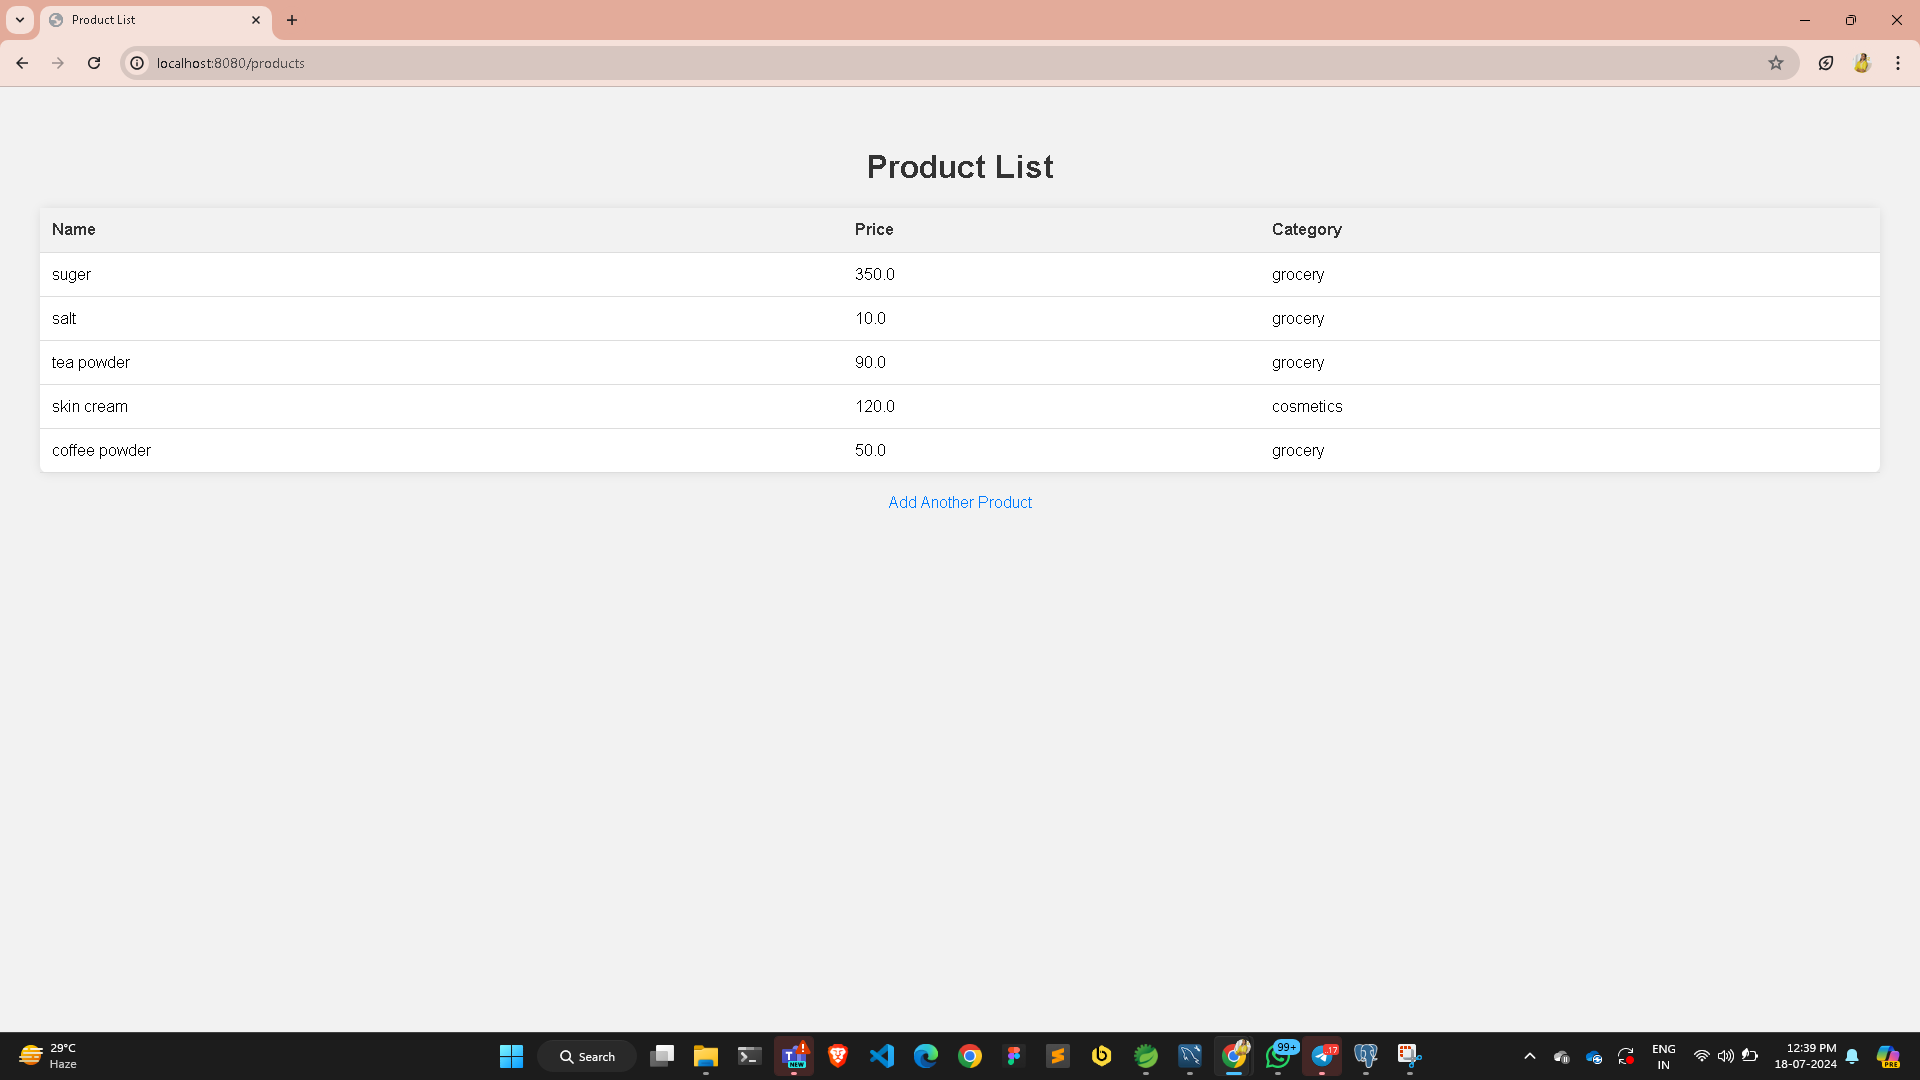 Product List
localhost:8080/products
Product List
Name Price Category
suger 350.0 grocery
salt 10.0 grocery
tea powder 90.0 grocery
skin cream 120.0 cosmetics
coffee powder 50.0 grocery
Add Another Product
29°C
Haze
Search
NEW
99+
17
ENG
IN
12:39 PM
18-07-2024
PRE